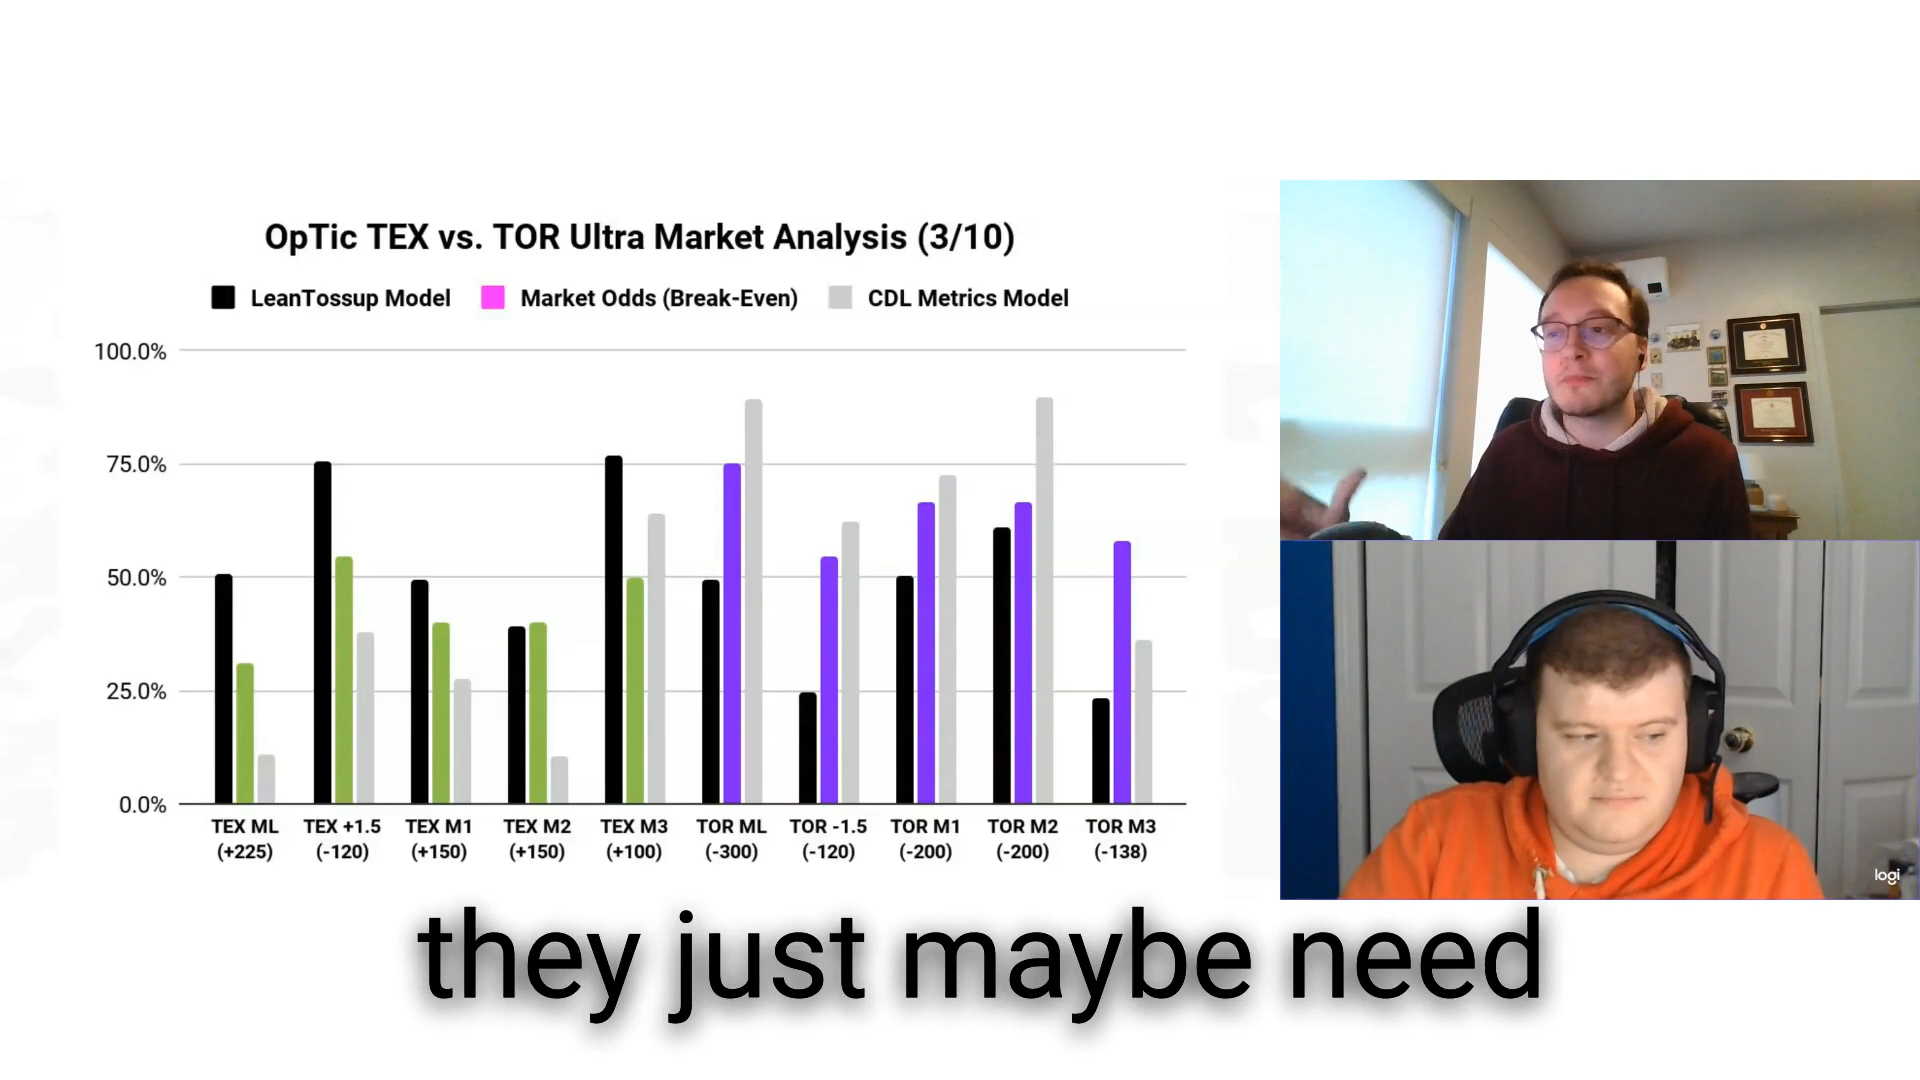 OpTic TEX vs. TOR Ultra Market Analysis (3/10)
LeanTossup Model Market Odds (Break-Even) CDL Metrics Model
100.0%
75.0%
50.0%
25.0%
0.0%
TEX ML TEX +1.5 TEX M1 TEX M2 TEX M3 TOR ML TOR -1.5 TOR M1 TOR M2 TOR M3
(+225) (-120) (+150) (+150) (+100) (-300) (-120) (-200) (-200) (-138)
logi
they just maybe need